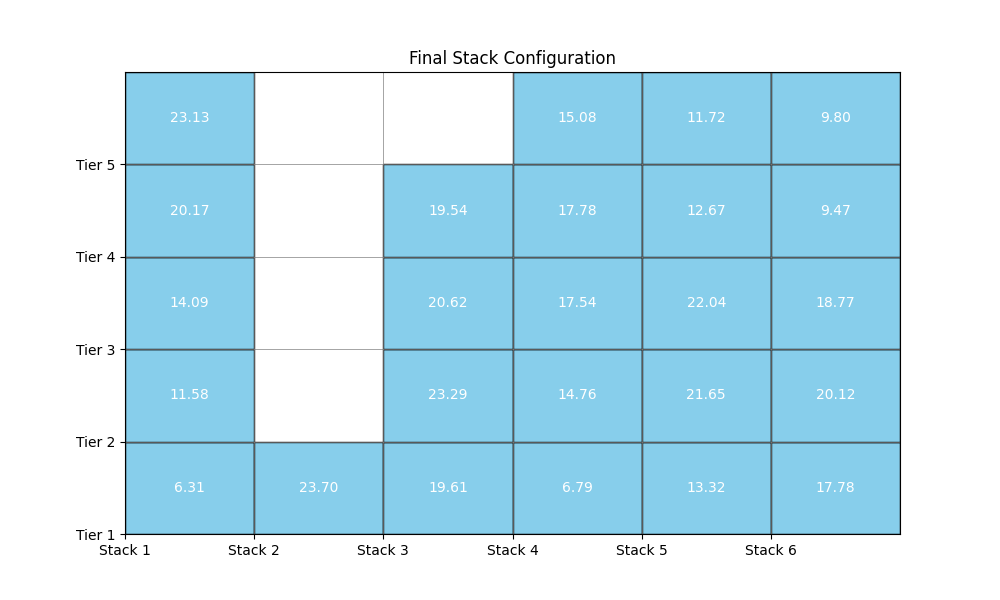 Final Stack Configuration
23.13 15.08 11.72 9.80
Tier 5
20.17 19.54 17.78 12.67 9.47
Tier 4
14.09 20.62 17.54 22.04 18.77
Tier 3
11.58 23.29 14.76 21.65 20.12
Tier 2
6.31 23.70 19.61 6.79 13.32 17.78
Tier 1
Stack 1 Stack 2 Stack 3 Stack 4 Stack 5 Stack 6